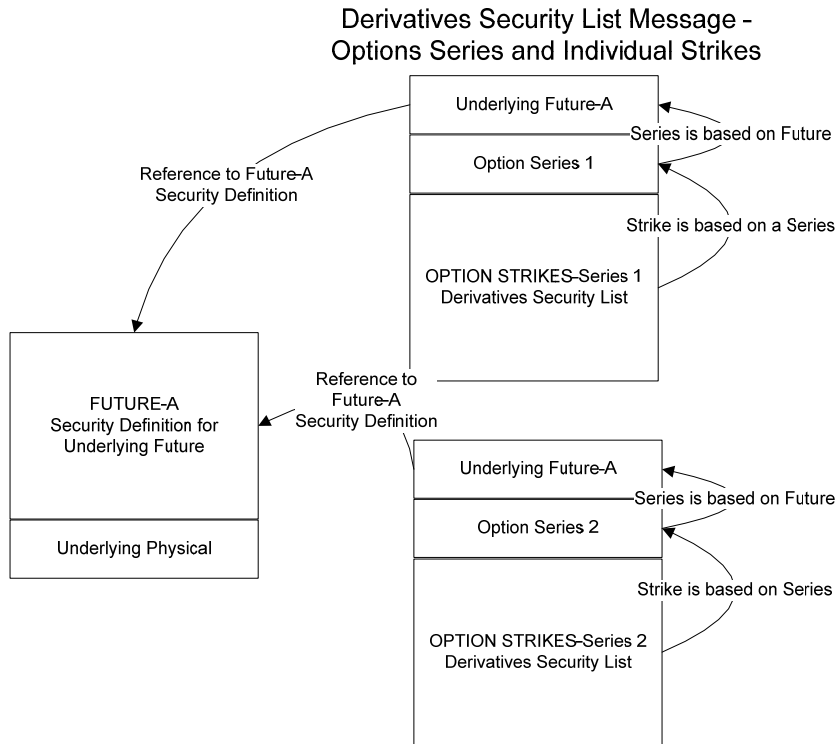 Derivatives Security List Message -
Options Series and Individual Strikes
Underlying Future-A
Series is based on Future
Option Series 1
Reference to Future-A
Security Definition
Strike is based on a Series
OPTION STRIKES-Series 1
Derivatives Security List
FUTURE-A
Security Definition for
Underlying Future
Underlying Physical
Reference to
Future-A
Security Definition
Underlying Future-A
Series is based on Future
Option Series 2
Strike is based on Series
OPTION STRIKES-Series 2
Derivatives Security List